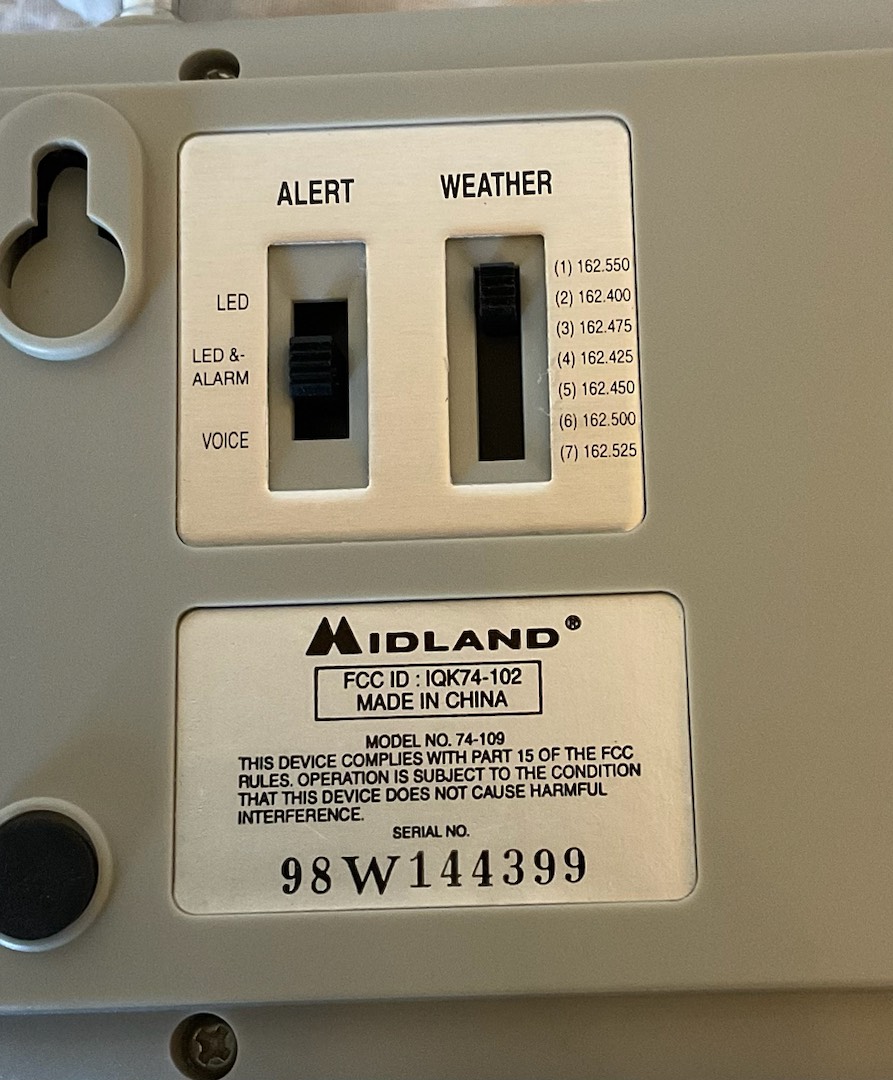 ALERT
WEATHER
LED
LED &-
ALARM
VOICE
(1) 162.550
(2) 162.400
(3) 162.475
(4) 162.425
(5) 162.450
(6) 162.500
(7) 162.525
MIDLAND®
FCC ID : IQK74-102
MADE IN CHINA
MODEL NO. 74-109
THIS DEVICE COMPLIES WITH PART 15 OF THE FCC
RULES. OPERATION IS SUBJECT TO THE CONDITION
THAT THIS DEVICE DOES NOT CAUSE HARMFUL
INTERFERENCE.
SERIAL NO.
98W144399